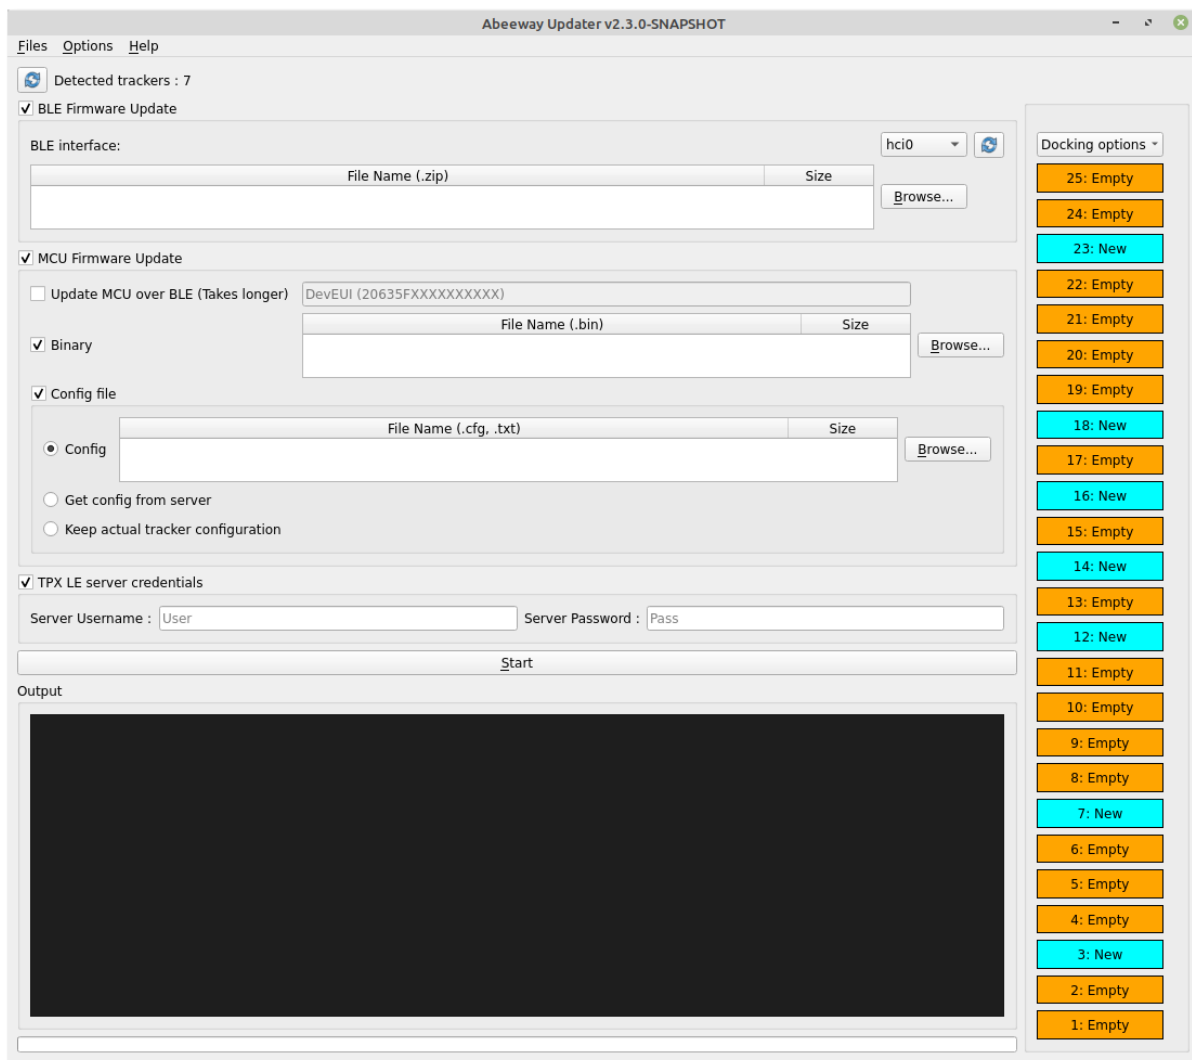 Abeeway Updater v2.3.0-SNAPSHOT
Files Options Help
Detected trackers : 7
BLE Firmware Update
BLE interface:
hci0
File Name (.zip) Size
Browse...
MCU Firmware Update
Update MCU over BLE (Takes longer) DevEUI (20635FXXXXXXXXXX)
File Name (.bin) Size
Binary
Browse...
Config file
File Name (.cfg, .txt) Size
Config
Browse...
Get config from server
Keep actual tracker configuration
TPX LE server credentials
Server Username : User Server Password : Pass
Start
Output
Docking options
25: Empty
24: Empty
23: New
22: Empty
21: Empty
20: Empty
19: Empty
18: New
17: Empty
16: New
15: Empty
14: New
13: Empty
12: New
11: Empty
10: Empty
9: Empty
8: Empty
7: New
6: Empty
5: Empty
4: Empty
3: New
2: Empty
1: Empty